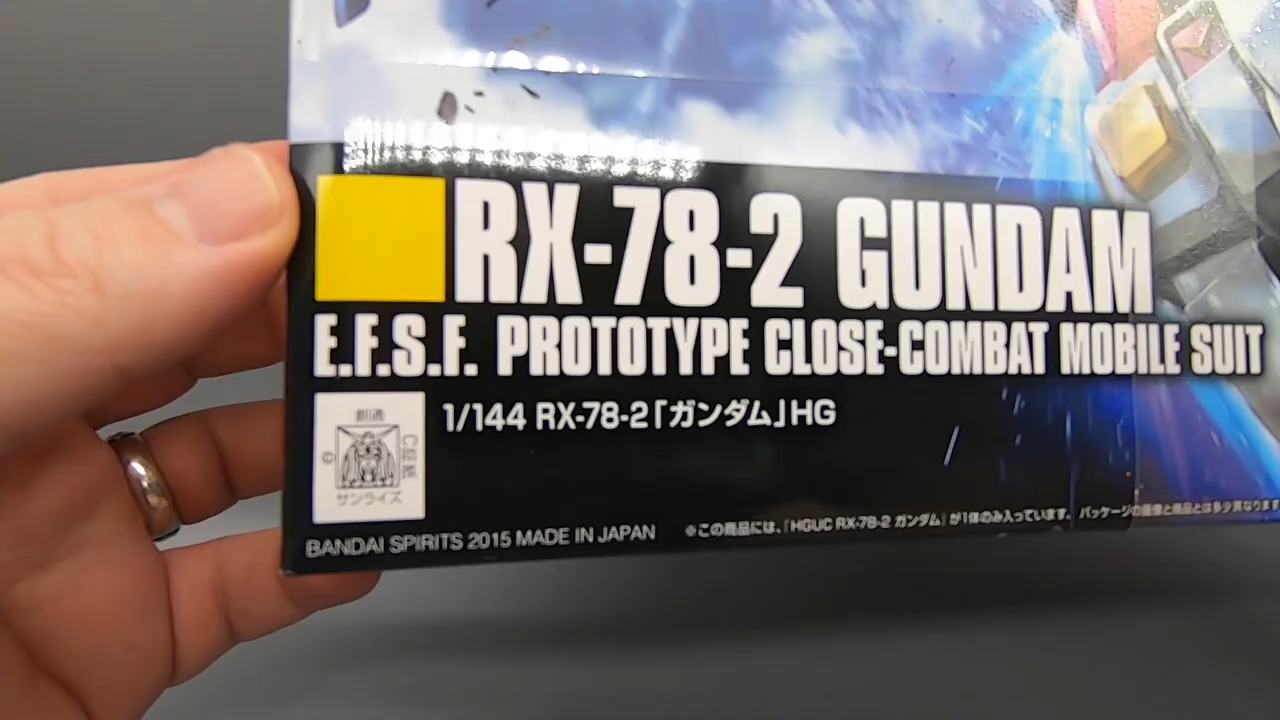 RX-78-2 GUNDAM
E.F.S.F. PROTOTYPE CLOSE-COMBAT MOBILE SUIT
1/144 RX-78-2「ガンダム」HG
創通
©
サンライズ
BANDAI SPIRITS 2015 MADE IN JAPAN
※この商品には、「HGUC RX-78-2 ガンダム」が1体のみ入っています。 パッケージの画像と商品とは多少異なります